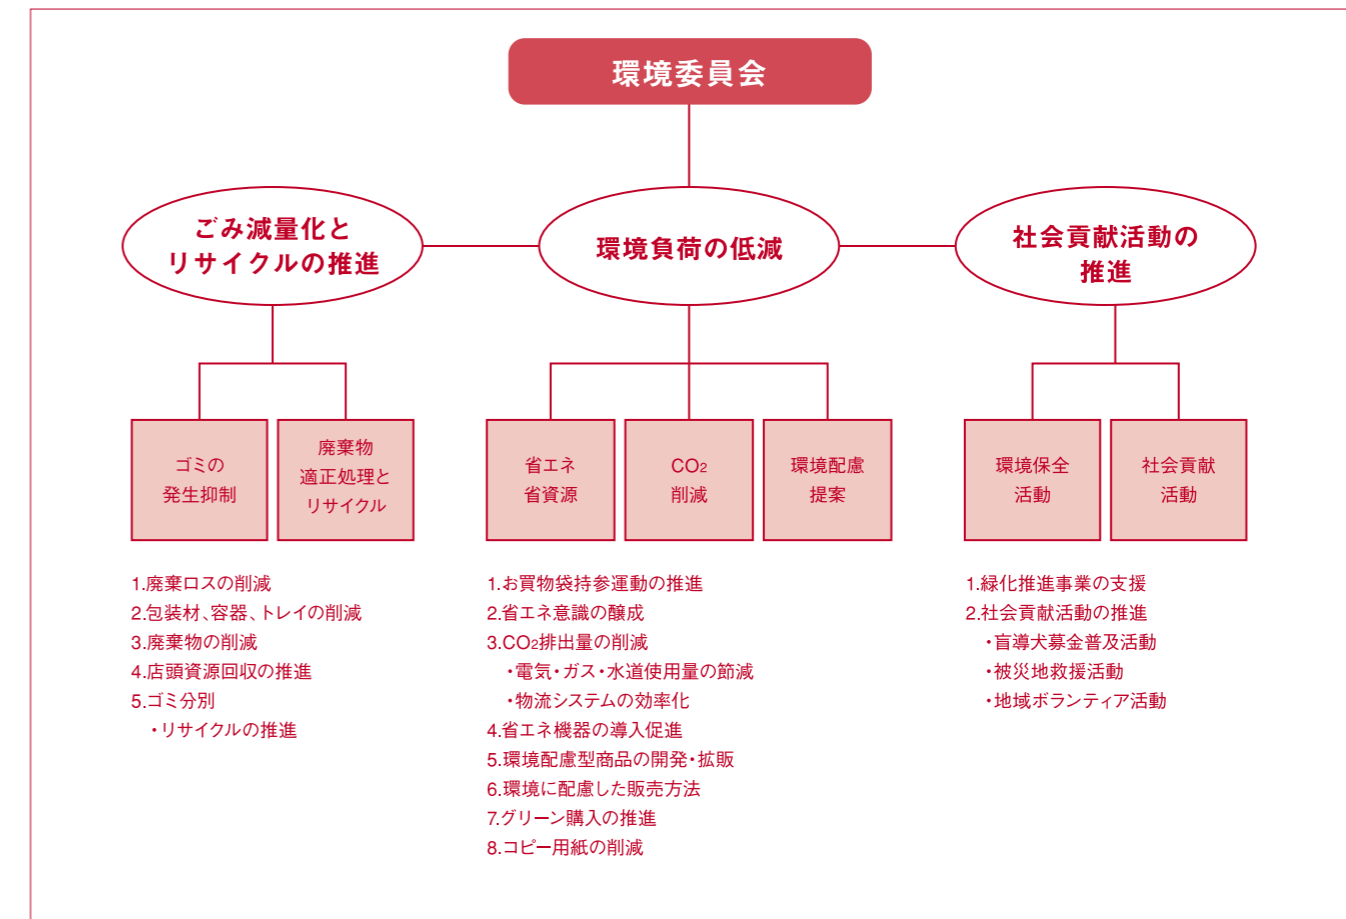 環境委員会
ごみ減量化と
リサイクルの推進
環境負荷の低減
社会貢献活動の
推進
ゴミの
発生抑制
廃棄物
適正処理と
リサイクル
省エネ
省資源
CO2
削減
環境配慮
提案
環境保全
活動
社会貢献
活動
1.廃棄ロスの削減
2.包装材、容器、トレイの削減
3.廃棄物の削減
4.店頭資源回収の推進
5.ゴミ分別
・リサイクルの推進
1.お買物袋持参運動の推進
2.省エネ意識の醸成
3.CO2排出量の削減
・電気・ガス・水道使用量の節減
・物流システムの効率化
4.省エネ機器の導入促進
5.環境配慮型商品の開発・拡販
6.環境に配慮した販売方法
7.グリーン購入の推進
8.コピー用紙の削減
1.緑化推進事業の支援
2.社会貢献活動の推進
・盲導犬募金普及活動
・被災地救援活動
・地域ボランティア活動